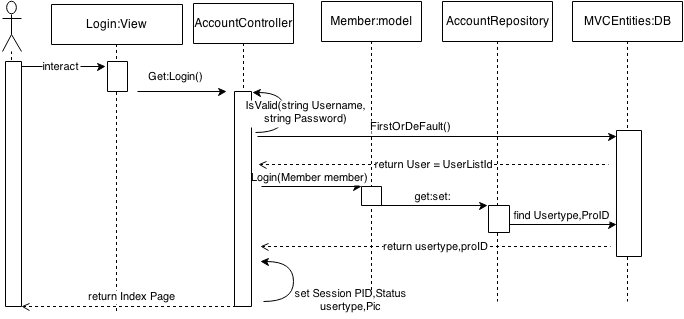 Login:View
AccountController
Member:model
AccountRepository
MVCEntities:DB
interact
Get:Login()
IsValid(string Username,
string Password)
FirstOrDeFault()
return User = UserListId
Login(Member member)
get:set:
find Usertype,ProID
return usertype,proID
return Index Page
set Session PID,Status
usertype,Pic